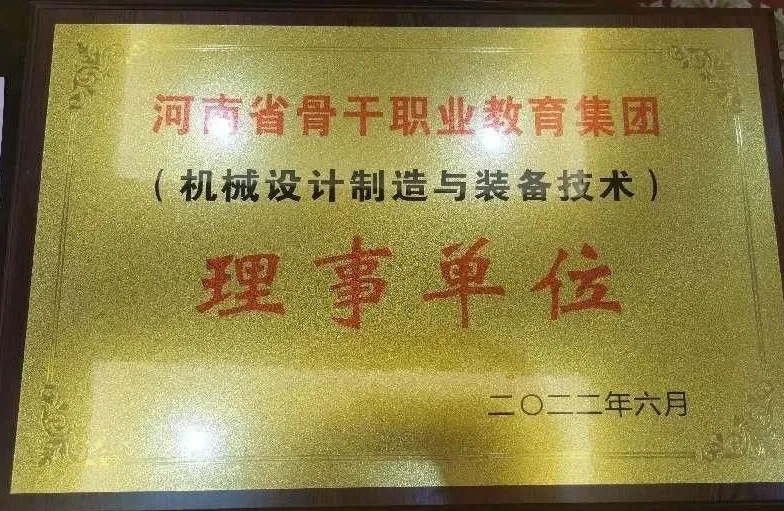 河南省骨干职业教育集团
（机械设计制造与装备技术）
理事单位
二〇二二年六月